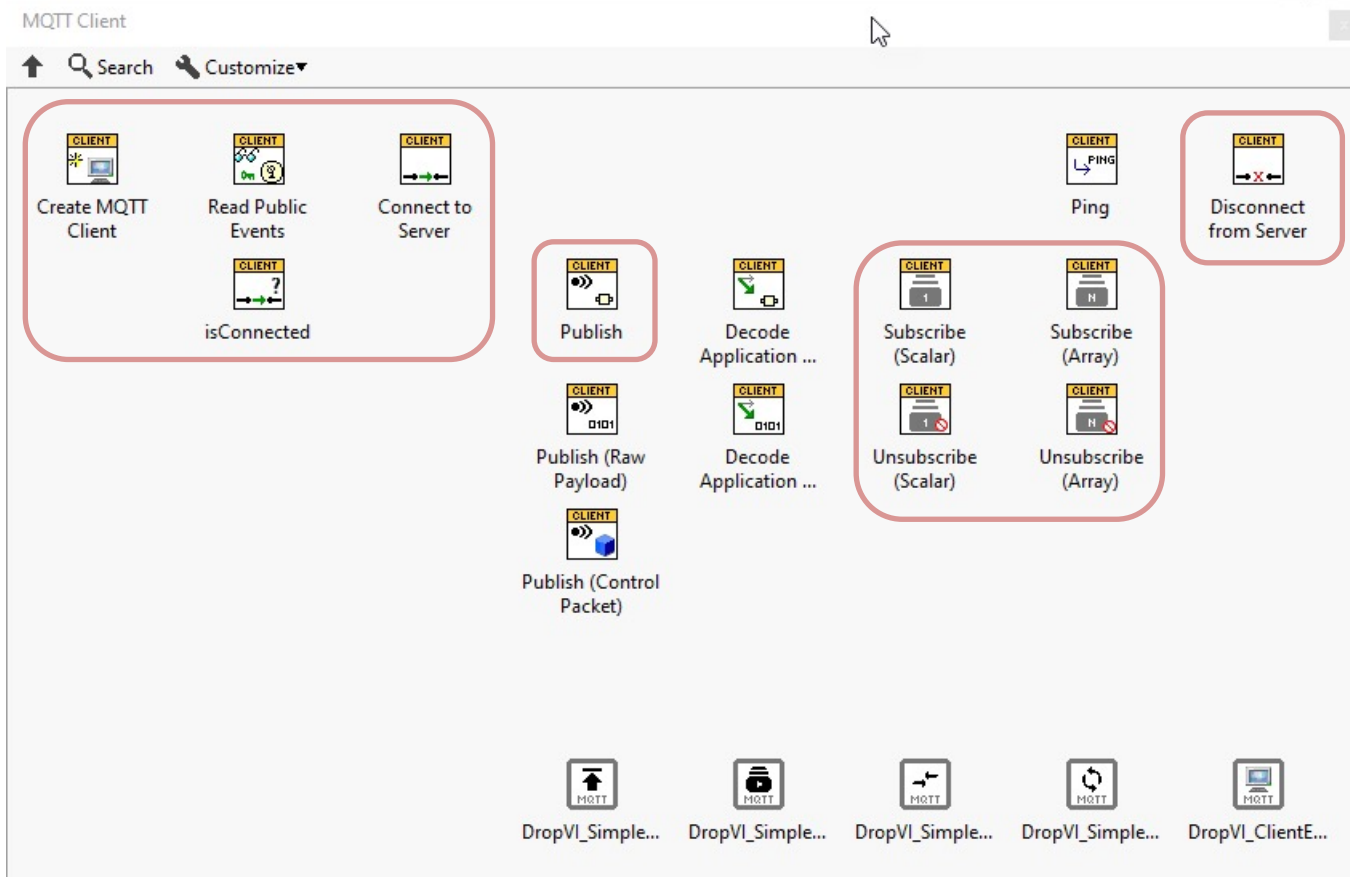 MQTT Client
Search Customize
CLIENT CLIENT CLIENT CLIENT CLIENT
PING
Create MQTT Client
Read Public Events
Connect to Server
Ping
Disconnect from Server
CLIENT CLIENT CLIENT CLIENT CLIENT
? 1 N
isConnected
Publish
Decode Application ...
Subscribe (Scalar)
Subscribe (Array)
CLIENT CLIENT CLIENT CLIENT
0101 0101 1 N
Publish (Raw Payload)
Decode Application ...
Unsubscribe (Scalar)
Unsubscribe (Array)
CLIENT
Publish (Control Packet)
MQTT MQTT MQTT MQTT MQTT
DropVI_Simple... DropVI_Simple... DropVI_Simple... DropVI_Simple... DropVI_ClientE...